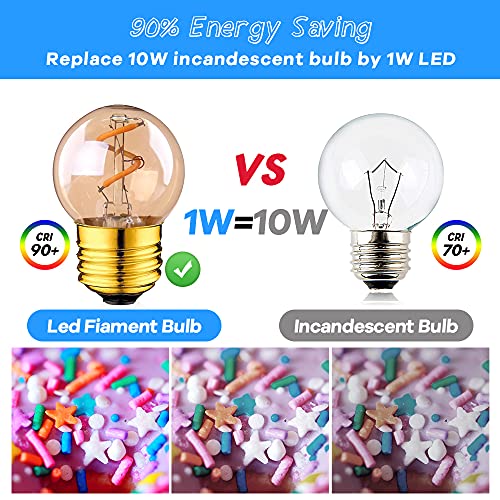 90% Energy Saving
Replace 10W incandescent bulb by 1W LED
VS
1W=10W
CRI
90+
CRI
70+
Led Fiament Bulb
Incandescent Bulb